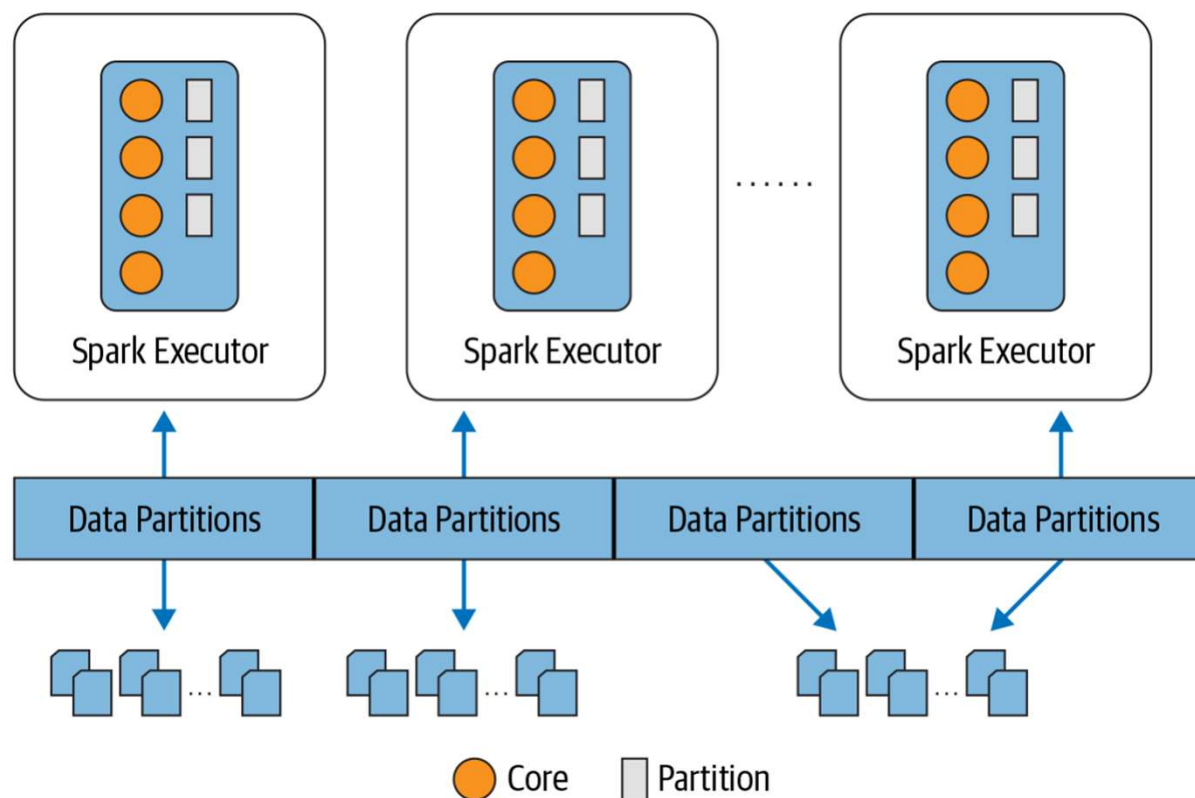 Spark Executor
Spark Executor
......
Spark Executor
Data Partitions
Data Partitions
Data Partitions
Data Partitions
...
...
...
Core
Partition